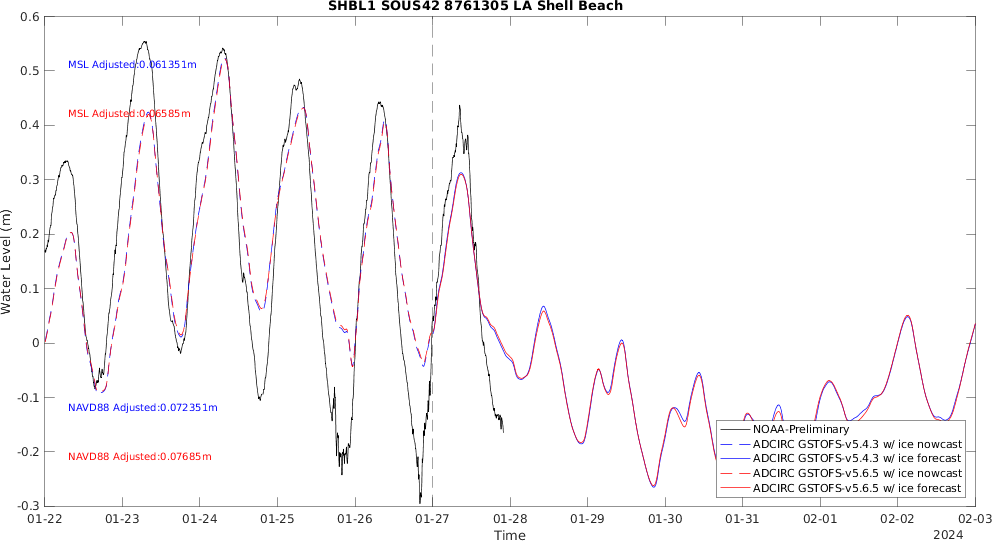 SHBL1 SOUS42 8761305 LA Shell Beach
0.6
0.5
0.4
0.3
0.2
0.1
0
-0.1
-0.2
-0.3
Water Level (m)
MSL Adjusted:0.061351m
MSL Adjusted:0.06585m
NAVD88 Adjusted:0.072351m
NAVD88 Adjusted:0.07685m
NOAA-Preliminary
ADCIRC GSTOFS-v5.4.3 w/ ice nowcast
ADCIRC GSTOFS-v5.4.3 w/ ice forecast
ADCIRC GSTOFS-v5.6.5 w/ ice nowcast
ADCIRC GSTOFS-v5.6.5 w/ ice forecast
01-22 01-23 01-24 01-25 01-26 01-27 01-28 01-29 01-30 01-31 02-01 02-02 02-03
Time
2024